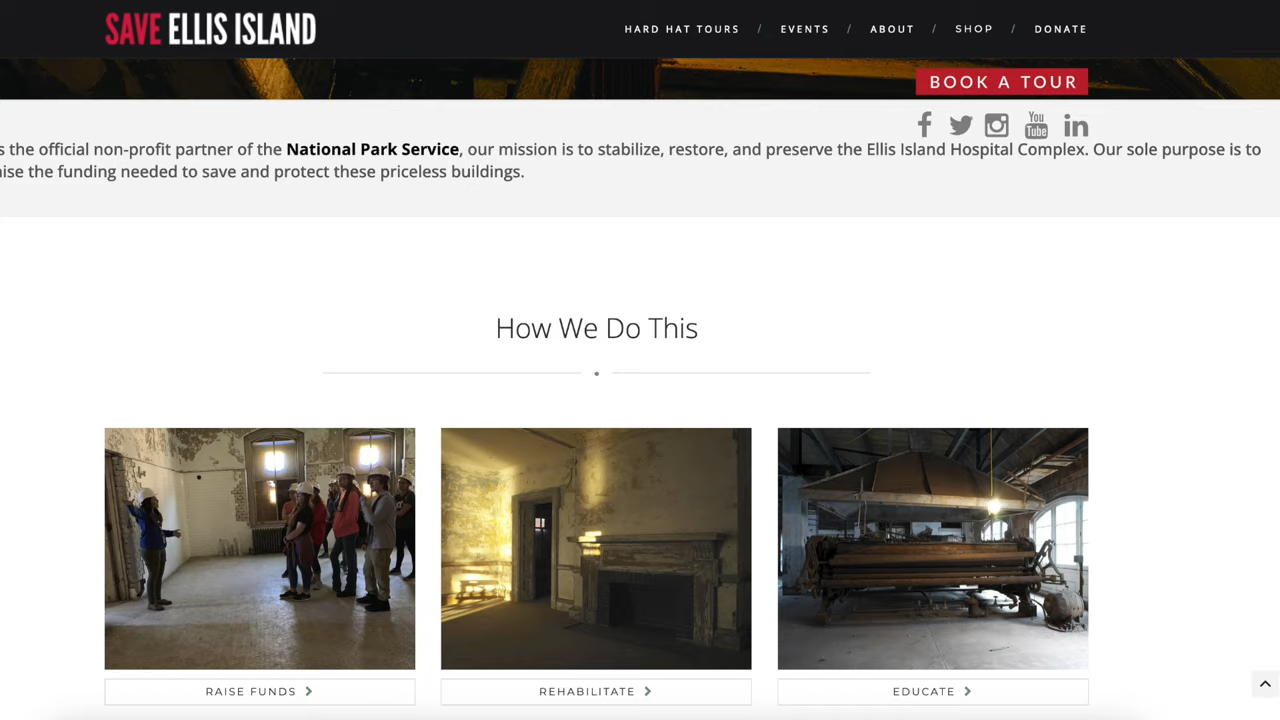 SAVE ELLIS ISLAND
HARD HAT TOURS / EVENTS / ABOUT / SHOP / DONATE
BOOK A TOUR
You
Tube
in
s the official non-profit partner of the National Park Service, our mission is to stabilize, restore, and preserve the Ellis Island Hospital Complex. Our sole purpose is to
ise the funding needed to save and protect these priceless buildings.
How We Do This
RAISE FUNDS
REHABILITATE
EDUCATE